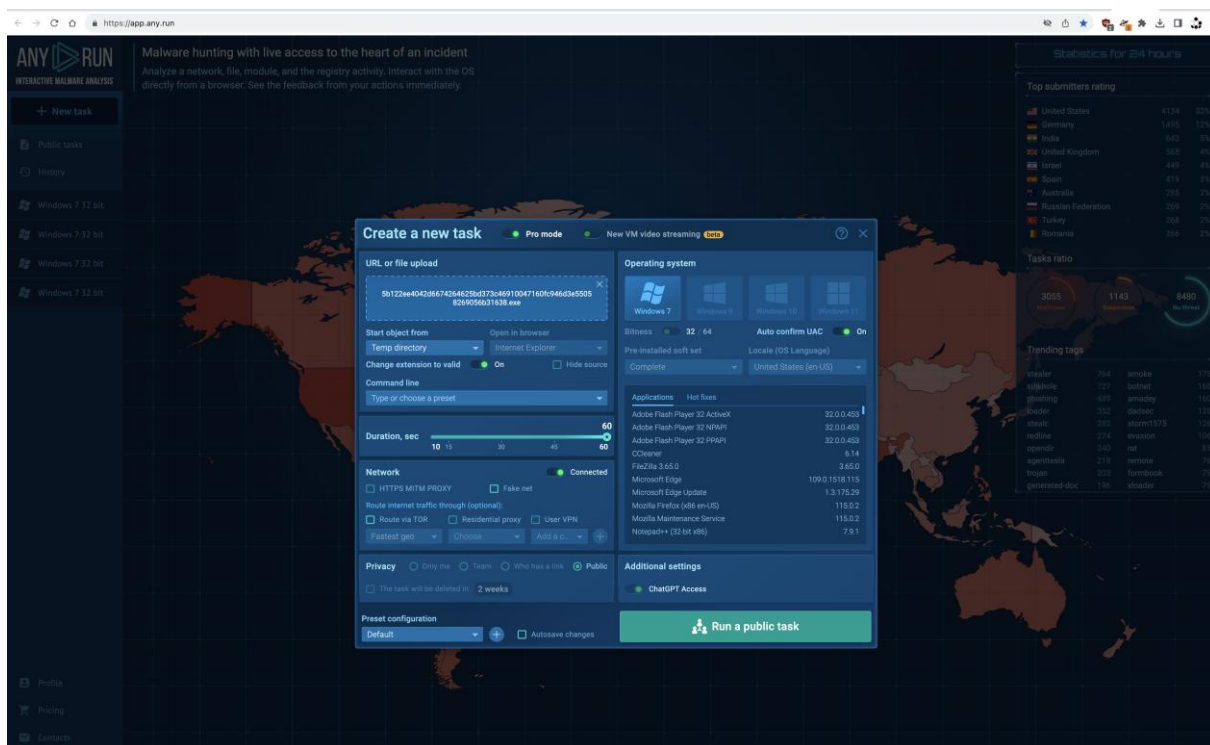 https://app.any.run
ANY RUN
INTERACTIVE MALWARE ANALYSIS
Malware hunting with live access to the heart of an incident
Analyze a network, file, module, and the registry activity. Interact with the OS
directly from a browser. See the feedback from your actions immediately
+ New task
Public tasks
History
Windows 7 32 bit
Windows 7 32 bit
Windows 7 32 bit
Windows 7 32 bit
Profile
Pricing
Contacts
Create a new task
Pro mode
New VM video streaming beta
URL or file upload
Start object from
Open in browser
Temp directory
Internet Explorer
Change extension to valid On
Hide source
Command line
Type or choose a preset
60
Duration, sec
10 15 30 45 60
Network
Connected
HTTPS MITM PROXY
Fake net
Route internet traffic through (optional):
Route via TOR
Residential proxy
User VPN
Fastest geo
Choose
Add a c...
Privacy
Only me
Team
Who has a link
Public
The task will be deleted in 2 weeks
Preset configuration
Default
Autosave changes
Operating system
Windows 7
Windows 8
Windows 10
Windows 11
Bitness 32 / 64
Auto confirm UAC On
Pre-installed soft set
Locale (OS Language)
Complete
United States (en-US)
Applications Hot fixes
Adobe Flash Player 32 ActiveX 32.0.0.453
Adobe Flash Player 32 NPAPI 32.0.0.453
Adobe Flash Player 32 PPAPI 32.0.0.453
CCleaner 6.14
FileZilla 3.65.0 3.65.0
Microsoft Edge 109.0.1518.115
Microsoft Edge Update 1.3.175.29
Mozilla Firefox (x86 en-US) 115.0.2
Mozilla Maintenance Service 115.0.2
Notepad++ (32-bit x86) 7.9.1
Additional settings
ChatGPT Access
Run a public task
Statistics for 24 hours
Top submitters rating
United States 4134
Germany
India 643
United Kingdom
Israel
Spain 419
Australia
Russian Federation
Turkey
Romania
Tasks ratio
3055
1143
8480
No threat
Trending tags
stealer 764 smoke
botnet
phishing amadey
loader dadsec
stealc storm1575
redline 274 evasion
opendir rat
agenttesla remote
trojan formbook
generated-doc xloader